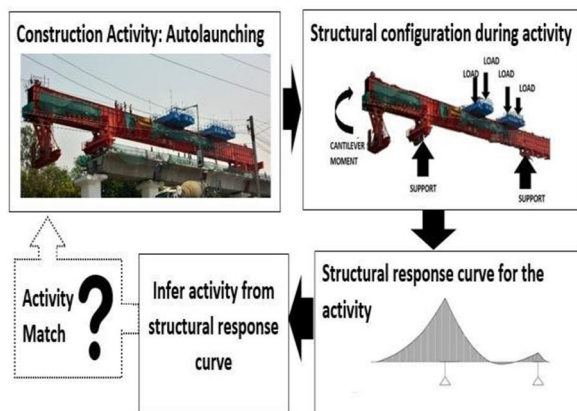 Construction Activity: Autolaunching
Structural configuration during activity
LOAD
LOAD
LOAD
LOAD
CANTILEVER
MOMENT
SUPPORT
SUPPORT
Structural response curve for the
activity
Infer activity from
structural response
curve
Activity
Match
?